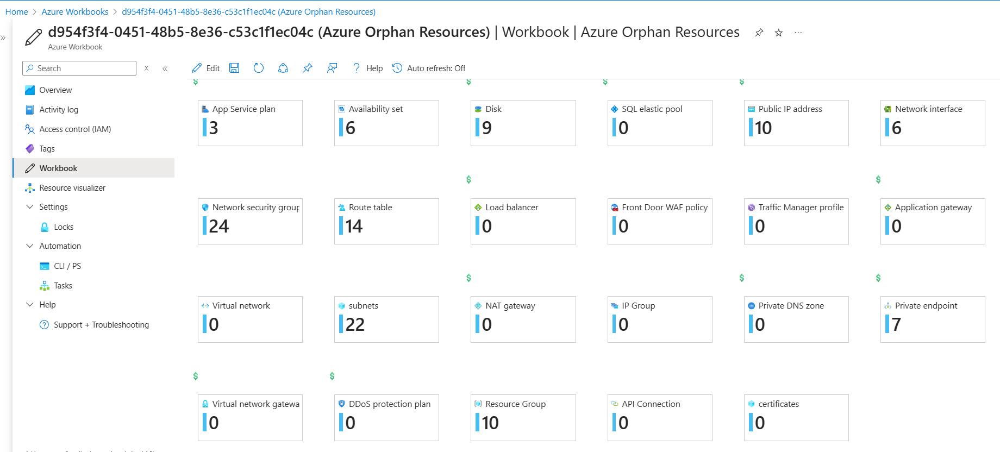 Home > Azure Workbooks > d954f3f4-0451-48b5-8e36-c53c1f1ec04c (Azure Orphan Resources)
d954f3f4-0451-48b5-8e36-c53c1f1ec04c (Azure Orphan Resources) | Workbook | Azure Orphan Resources
Azure Workbook
Search
Overview
Activity log
Access control (IAM)
Tags
Workbook
Resource visualizer
Settings
Locks
Automation
CLI / PS
Tasks
Help
Support + Troubleshooting
Edit
Help
Auto refresh: Off
$ $ $ $
App Service plan
3
Availability set
6
Disk
9
SQL elastic pool
0
Public IP address
10
Network interface
6
$ $
Network security group
24
Route table
14
Load balancer
0
Front Door WAF policy
0
Traffic Manager profile
0
Application gateway
0
$ $ $
Virtual network
0
subnets
22
NAT gateway
0
IP Group
0
Private DNS zone
0
Private endpoint
7
$ $
Virtual network gatewa
0
DDoS protection plan
0
Resource Group
10
API Connection
0
certificates
0